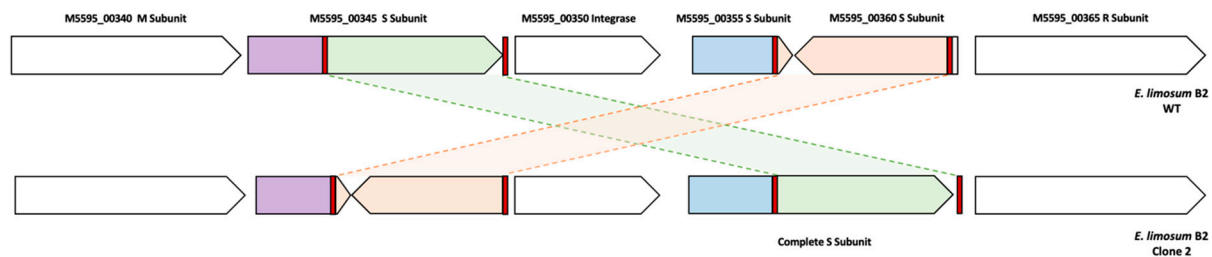 M5595_00340 M Subunit
M5595_00345 S Subunit
M5595_00350 Integrase
M5595_00355 S Subunit
M5595_00360 S Subunit
M5595_00365 R Subunit
E. limosum B2
WT
Complete S Subunit
E. limosum B2
Clone 2